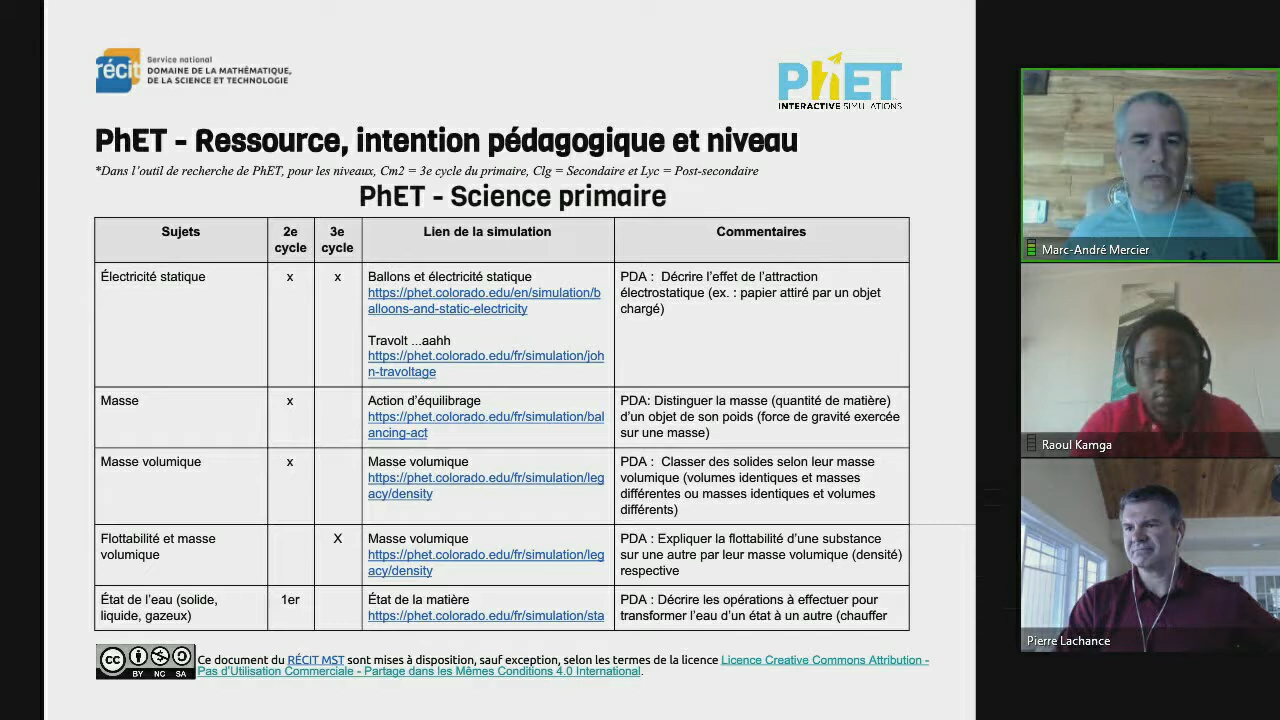 récit
Service national
DOMAINE DE LA MATHÉMATIQUE,
DE LA SCIENCE ET TECHNOLOGIE
PhET
INTERACTIVE SIMULATIONS
PhET - Ressource, intention pédagogique et niveau
*Dans l'outil de recherche de PhET, pour les niveaux, Cm2 = 3e cycle du primaire, Clg = Secondaire et Lyc = Post-secondaire
PhET - Science primaire
Sujets
2e
cycle
3e
cycle
Lien de la simulation
Commentaires
Électricité statique
x
x
Ballons et électricité statique
https://phet.colorado.edu/en/simulation/b
alloons-and-static-electricity
Travolt ...aahh
https://phet.colorado.edu/fr/simulation/joh
n-travoltage
PDA : Décrire l'effet de l'attraction
électrostatique (ex. : papier attiré par un objet
chargé)
Masse
x
Action d'équilibrage
https://phet.colorado.edu/fr/simulation/bal
ancing-act
PDA: Distinguer la masse (quantité de matière)
d'un objet de son poids (force de gravité exercée
sur une masse)
Masse volumique
x
Masse volumique
https://phet.colorado.edu/fr/simulation/leg
acy/density
PDA : Classer des solides selon leur masse
volumique (volumes identiques et masses
différentes ou masses identiques et volumes
différents)
Flottabilité et masse
volumique
X
Masse volumique
https://phet.colorado.edu/fr/simulation/leg
acy/density
PDA : Expliquer la flottabilité d'une substance
sur une autre par leur masse volumique (densité)
respective
État de l'eau (solide,
liquide, gazeux)
1er
État de la matière
https://phet.colorado.edu/fr/simulation/sta
PDA : Décrire les opérations à effectuer pour
transformer l'eau d'un état à un autre (chauffer
cc
BY NC SA
Ce document du RÉCIT MST sont mises à disposition, sauf exception, selon les termes de la licence Licence Creative Commons Attribution -
Pas d'Utilisation Commerciale - Partage dans les Mêmes Conditions 4.0 International.
Marc-André Mercier
Raoul Kamga
Pierre Lachance